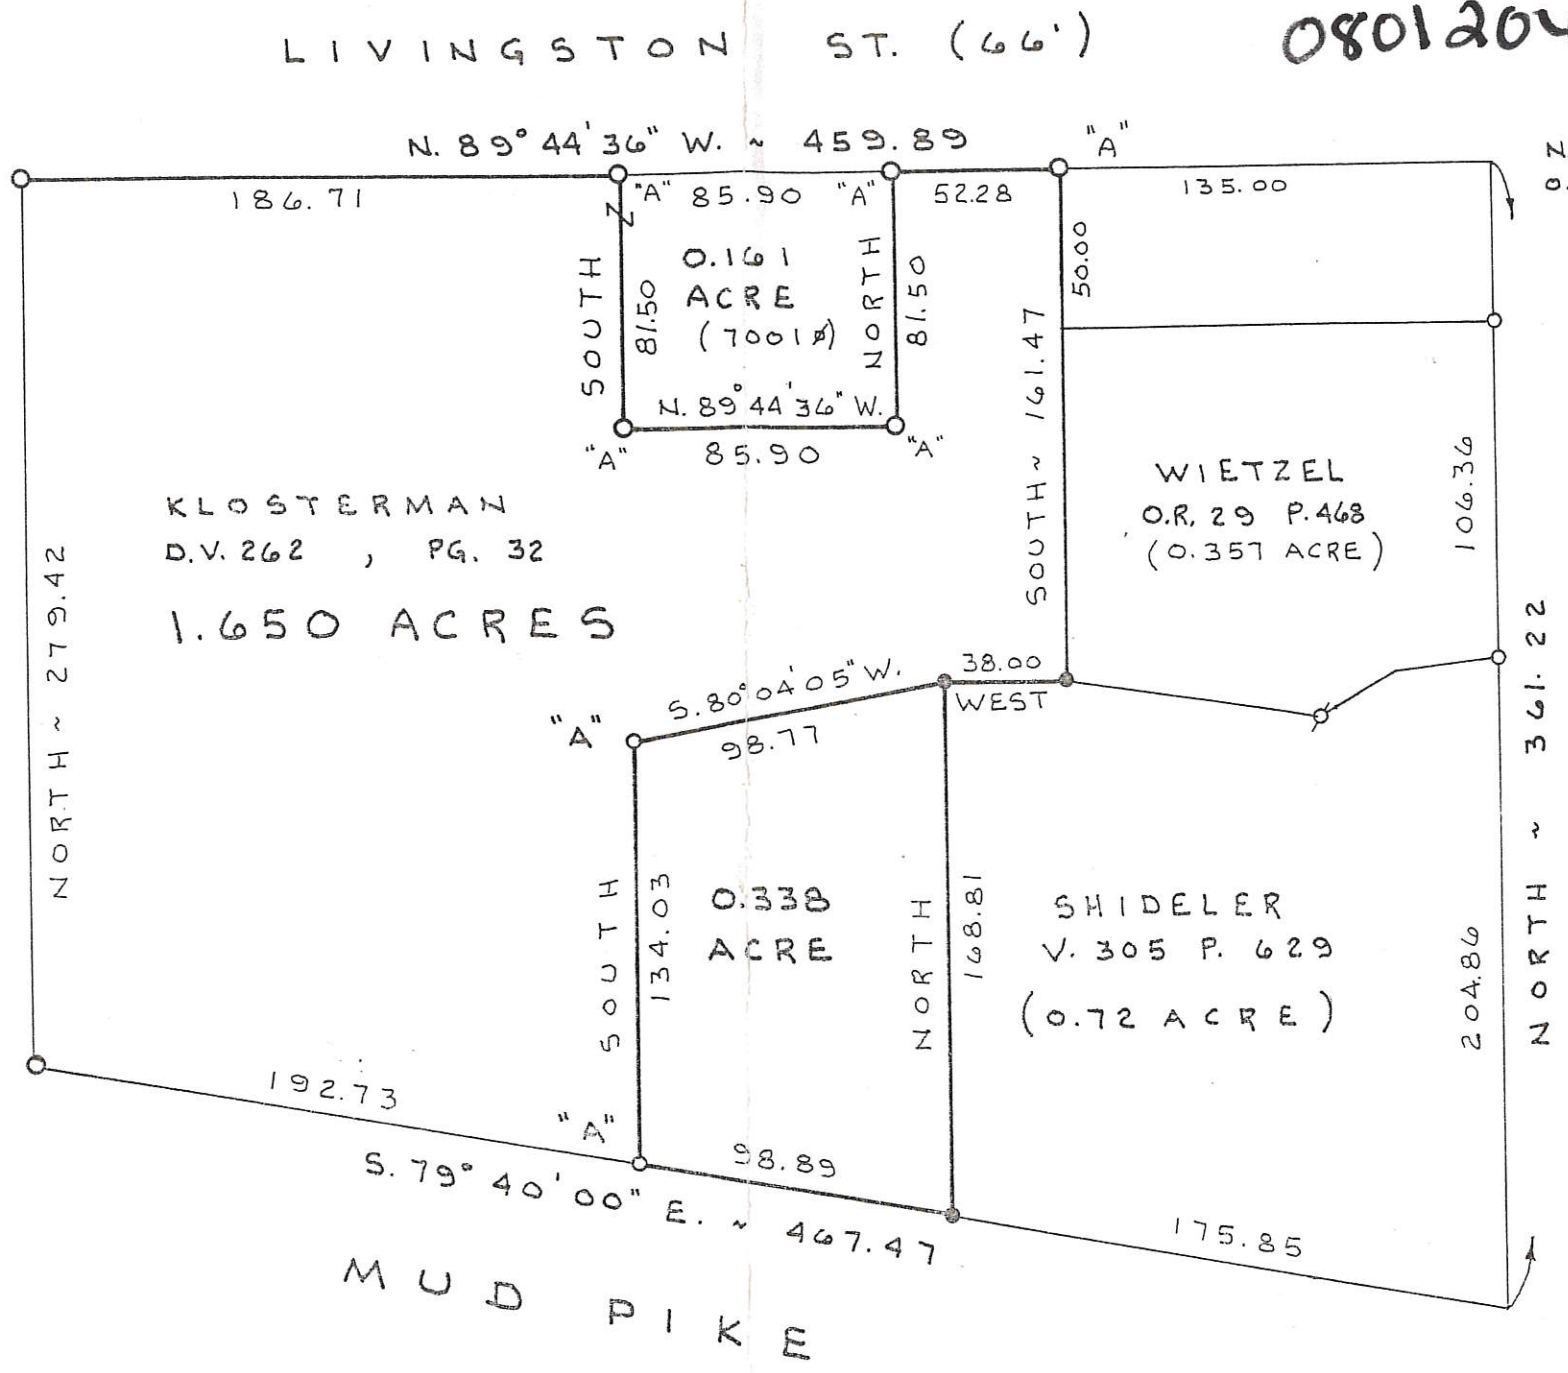 LIVINGSTON ST. (66')
080120
N. 89° 44' 36" W. ~ 459.89
"A"
186.71
"A" 85.90 "A"
52.28
135.00
50.00
SOUTH
81.50
0.161
ACRE
(70010)
NORTH
81.50
N. 89° 44' 36" W.
"A"
85.90
"A"
SOUTH ~ 161.47
WIETZEL
O.R. 29 P. 468
(0.357 ACRE)
106.36
KLOSTERMAN
D.V. 262 , PG. 32
1.650 ACRES
NORTH ~ 279.42
S. 80° 04' 05" W.
98.77
38.00
WEST
"A"
NORTH ~ 361.22
SOUTH
134.03
0.338
ACRE
NORTH
168.81
SHIDELER
V. 305 P. 629
(0.72 ACRE)
204.86
192.73
"A"
98.89
S. 79° 40' 00" E. ~ 467.47
175.85
MUD PIKE